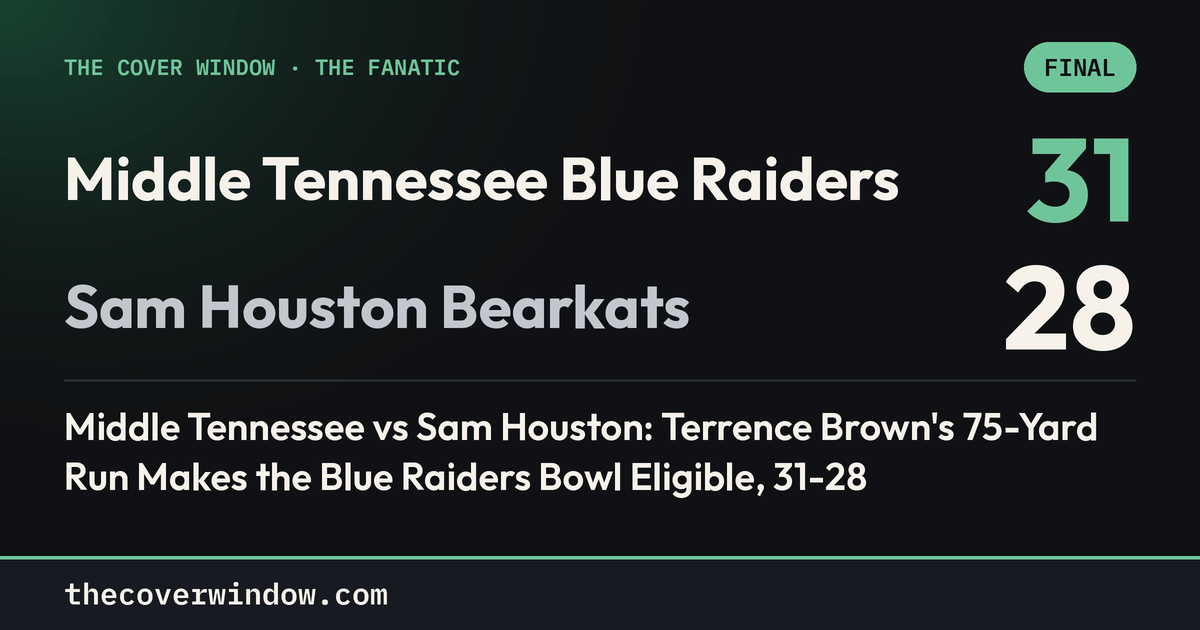 THE COVER WINDOW · THE FANATIC
FINAL
Middle Tennessee Blue Raiders 31
Sam Houston Bearkats 28
Middle Tennessee vs Sam Houston: Terrence Brown's 75-Yard
Run Makes the Blue Raiders Bowl Eligible, 31-28
thecoverwindow.com